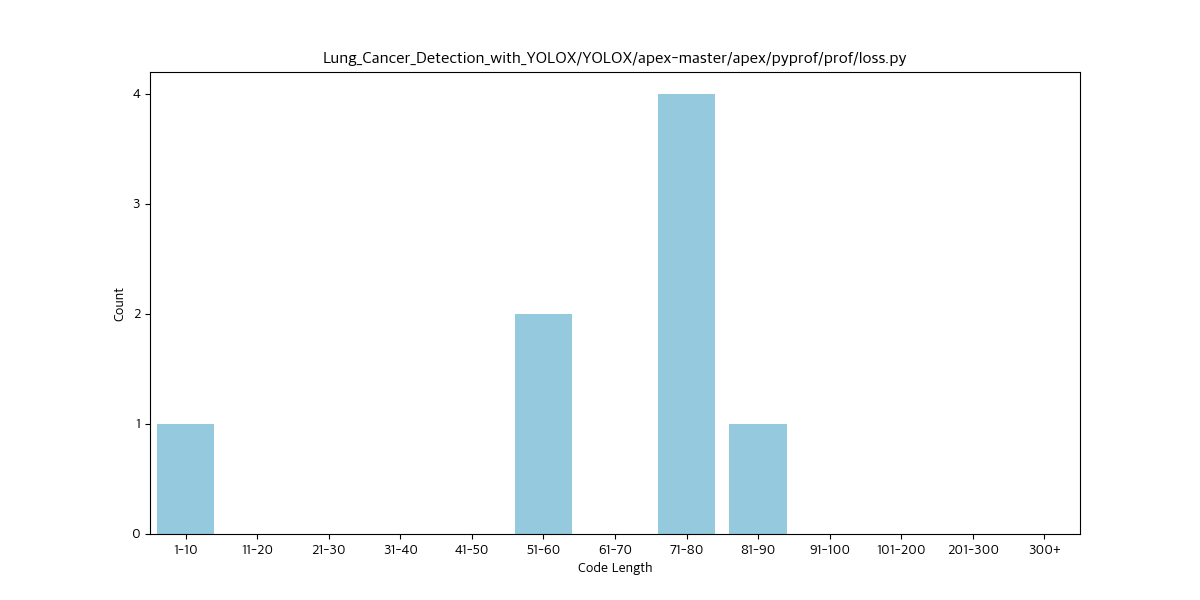 Lung_Cancer_Detection_with_YOLOX/YOLOX/apex-master/apex/pyprof/prof/loss.py
4
3
2
1
0
Count
1-10 11-20 21-30 31-40 41-50 51-60 61-70 71-80 81-90 91-100 101-200 201-300 300+
Code Length